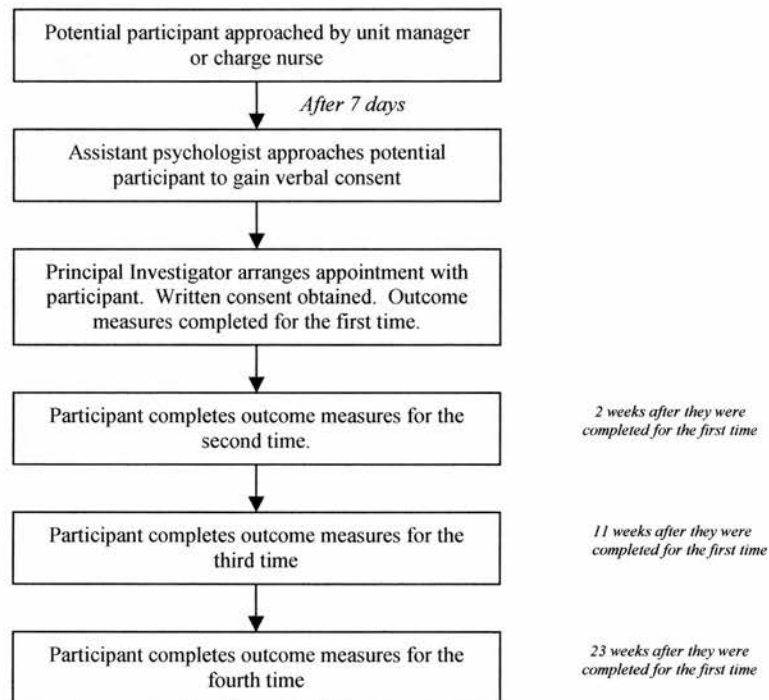 Potential participant approached by unit manager
or charge nurse
After 7 days
Assistant psychologist approaches potential
participant to gain verbal consent
Principal Investigator arranges appointment with
participant. Written consent obtained. Outcome
measures completed for the first time.
Participant completes outcome measures for the
second time.
2 weeks after they were
completed for the first time
Participant completes outcome measures for the
third time
11 weeks after they were
completed for the first time
Participant completes outcome measures for the
fourth time
23 weeks after they were
completed for the first time